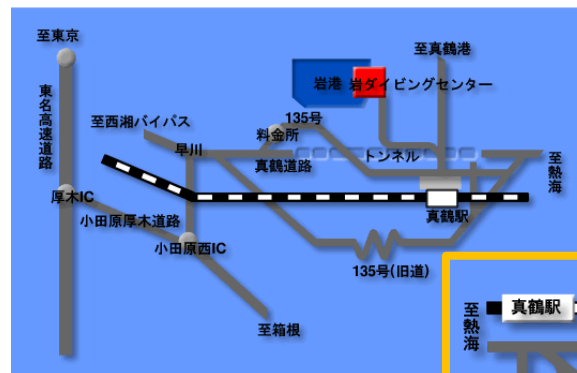 至東京
東名高速道路
至西湘バイパス
早川
料金所
135号
岩港
岩ダイビングセンター
至真鶴港
真鶴道路
トンネル
至熱海
厚木IC
小田原厚木道路
小田原西IC
真鶴駅
135号(旧道)
至箱根
至熱海
真鶴駅